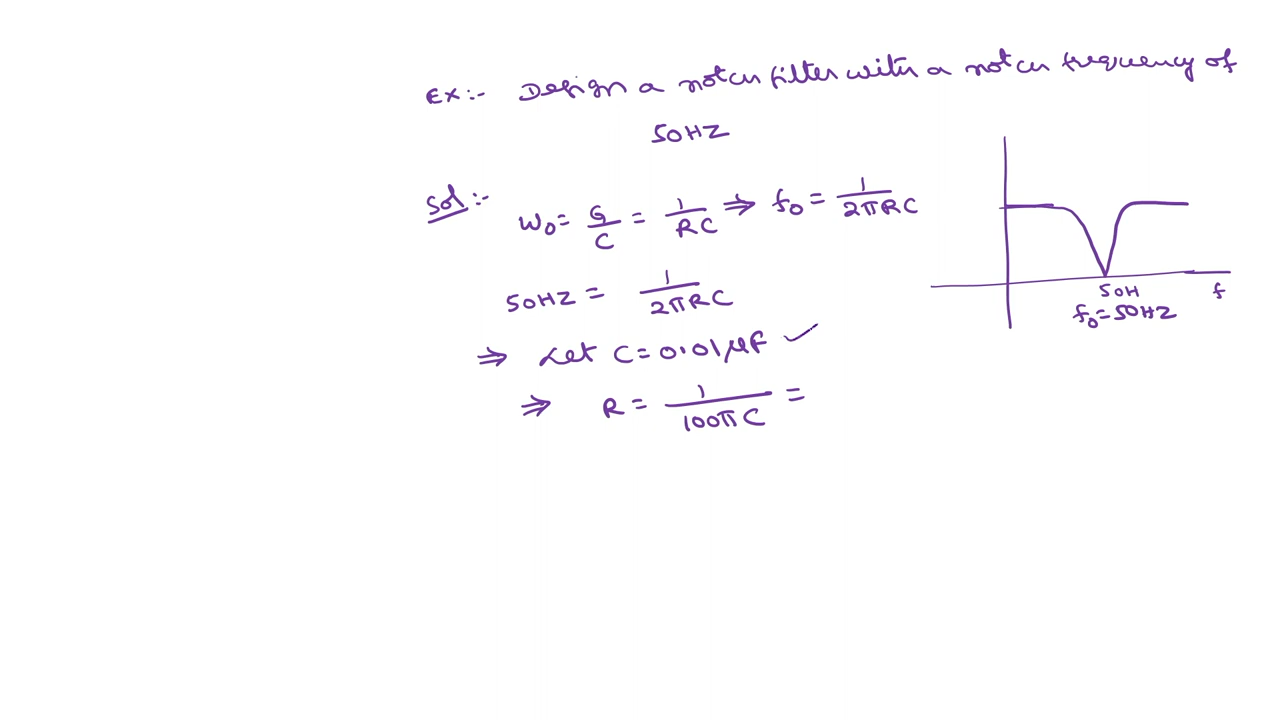 Ex:- Design a notch filter with a notch frequency of
50HZ
Sol:- ω₀ = G/C = 1/RC ⇒ f₀ = 1/2πRC
50HZ = 1/2πRC
⇒ Let C = 0.01μF ✓
⇒ R = 1/100πC =
50H f
f₀ = 50HZ